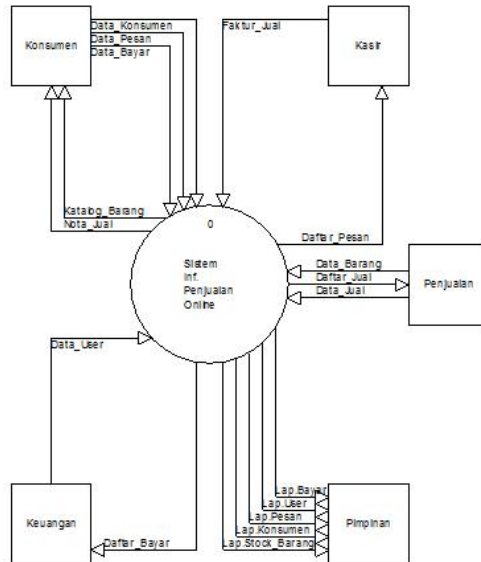 Konsumen
Data_Konsumen
Data_Pesan
Data_Bayar
Faktur_Jual
Kasir
Katalog_Barang
Nota_Jual
0
Sistem
Inf.
Penjualan
Online
Daftar_Pesan
Data_Barang
Daftar_Jual
Data_Jual
Penjualan
Data_User
Keuangan
Daftar_Bayar
Lap.Bayar
Lap.User
Lap.Pesan
Lap.Konsumen
Lap.Stock_Barang
Pimpinan